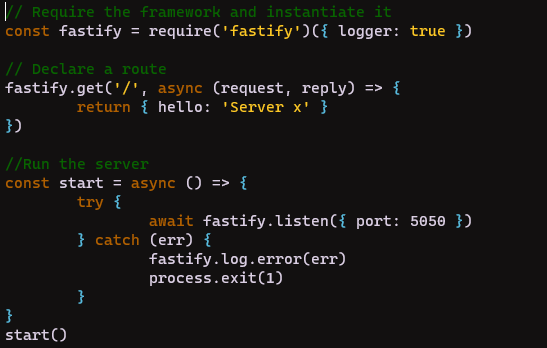 // Require the framework and instantiate it
const fastify = require('fastify')({ logger: true })

// Declare a route
fastify.get('/', async (request, reply) => {
        return { hello: 'Server x' }
})

//Run the server
const start = async () => {
        try {
                await fastify.listen({ port: 5050 })
        } catch (err) {
                fastify.log.error(err)
                process.exit(1)
        }
}
start()